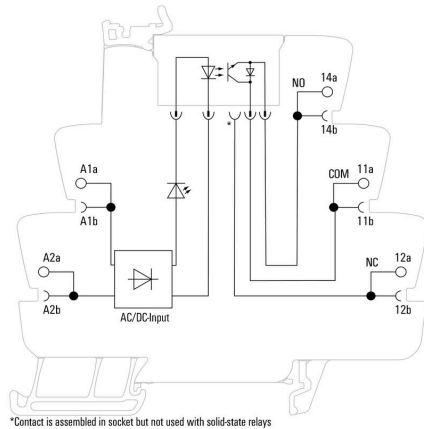 NO
14a
14b
*
A1a
COM
11a
A1b
11b
A2a
NC
12a
A2b
12b
AC/DC-Input
*Contact is assembled in socket but not used with solid-state relays